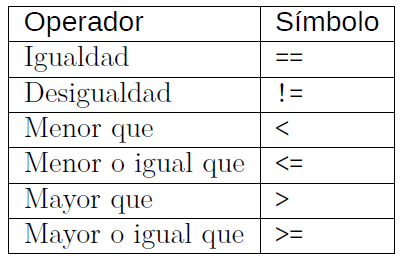 Operador Símbolo
Igualdad ==
Desigualdad !=
Menor que <
Menor o igual que <=
Mayor que >
Mayor o igual que >=